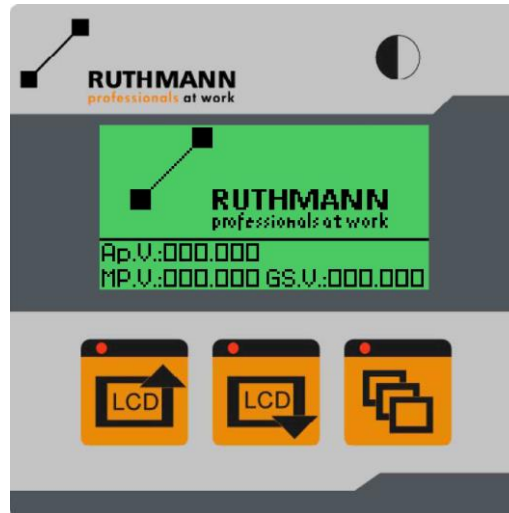 RUTHMANN
professionals at work
RUTHMANN
professionals at work
Ap.V.:000.000
MP.V.:000.000 GS.V.:000.000
LCD LCD